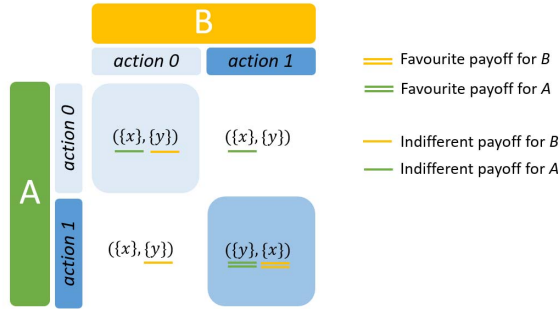 B
action 0 action 1
A
action 0
({x}, {y}) ({x}, {y})
action 1
({x}, {y}) ({y}, {x})
Favourite payoff for B
Favourite payoff for A
Indifferent payoff for B
Indifferent payoff for A